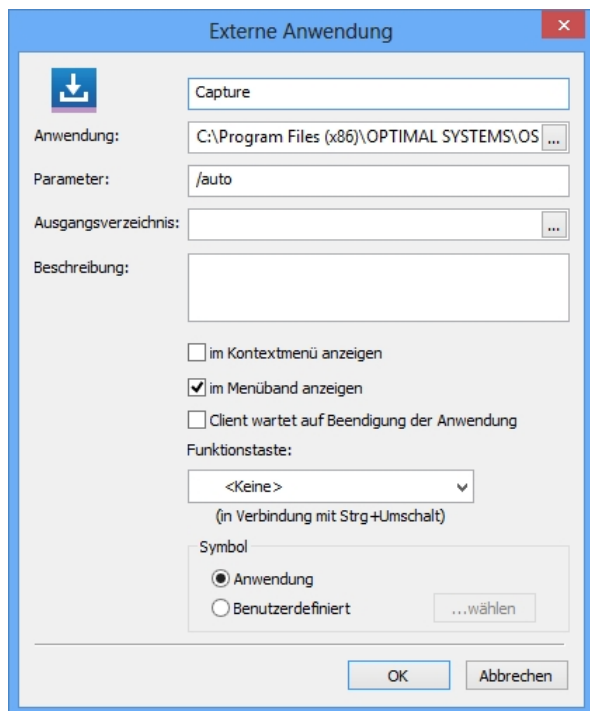 Externe Anwendung
Capture
Anwendung: C:\Program Files (x86)\OPTIMAL SYSTEMS\OS ...
Parameter: /auto
Ausgangsverzeichnis: ...
Beschreibung:
im Kontextmenü anzeigen
im Menüband anzeigen
Client wartet auf Beendigung der Anwendung
Funktionstaste:
<Keine>
(in Verbindung mit Strg+Umschalt)
Symbol
Anwendung
Benutzerdefiniert ...wählen
OK Abbrechen